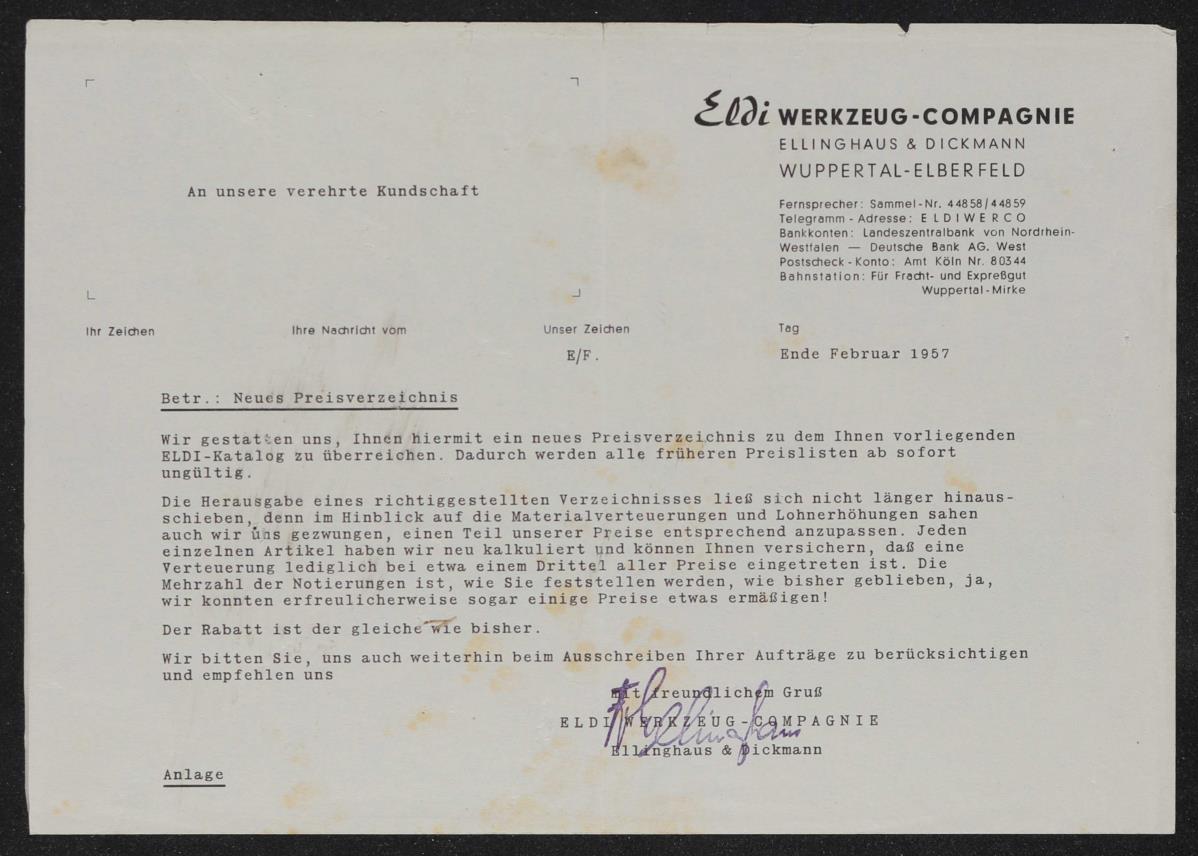 Eldi WERKZEUG-COMPAGNIE
ELLINGHAUS & DICKMANN
WUPPERTAL-ELBERFELD
An unsere verehrte Kundschaft
Fernsprecher: Sammel-Nr. 44858/44859
Telegramm-Adresse: ELDIWERCO
Bankkonten: Landeszentralbank von Nordrhein-
Westfalen — Deutsche Bank AG. West
Postscheck-Konto: Amt Köln Nr. 80344
Bahnstation: Für Fracht- und Expreßgut
Wuppertal-Mirke
Ihr Zeichen Ihre Nachricht vom Unser Zeichen Tag
E/F. Ende Februar 1957
Betr.: Neues Preisverzeichnis
Wir gestatten uns, Ihnen hiermit ein neues Preisverzeichnis zu dem Ihnen vorliegenden
ELDI-Katalog zu überreichen. Dadurch werden alle früheren Preislisten ab sofort
ungültig.
Die Herausgabe eines richtiggestellten Verzeichnisses ließ sich nicht länger hinaus-
schieben, denn im Hinblick auf die Materialverteuerungen und Lohnerhöhungen sahen
auch wir uns gezwungen, einen Teil unserer Preise entsprechend anzupassen. Jeden
einzelnen Artikel haben wir neu kalkuliert und können Ihnen versichern, daß eine
Verteuerung lediglich bei etwa einem Drittel aller Preise eingetreten ist. Die
Mehrzahl der Notierungen ist, wie Sie feststellen werden, wie bisher geblieben, ja,
wir konnten erfreulicherweise sogar einige Preise etwas ermäßigen!
Der Rabatt ist der gleiche wie bisher.
Wir bitten Sie, uns auch weiterhin beim Ausschreiben Ihrer Aufträge zu berücksichtigen
und empfehlen uns
mit freundlichem Gruß
ELDI WERKZEUG-COMPAGNIE
Ellinghaus & Dickmann
Anlage